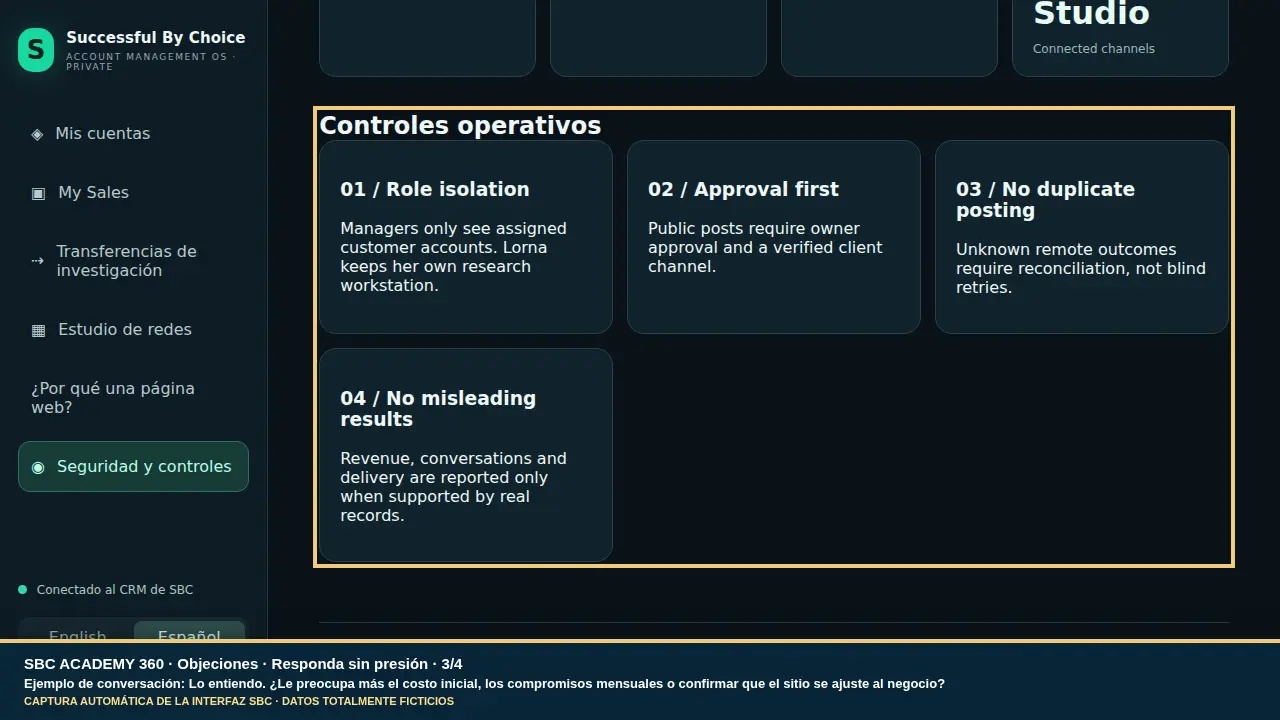 S
Successful By Choice
ACCOUNT MANAGEMENT OS ·
PRIVATE
◈ Mis cuentas
▣ My Sales
⇢ Transferencias de
investigación
▦ Estudio de redes
¿Por qué una página
web?
◉ Seguridad y controles
Conectado al CRM de SBC
English Español
Studio
Connected channels
Controles operativos
01 / Role isolation
Managers only see assigned
customer accounts. Lorna
keeps her own research
workstation.
02 / Approval first
Public posts require owner
approval and a verified client
channel.
03 / No duplicate
posting
Unknown remote outcomes
require reconciliation, not blind
retries.
04 / No misleading
results
Revenue, conversations and
delivery are reported only
when supported by real
records.
SBC ACADEMY 360 · Objeciones · Responda sin presión · 3/4
Ejemplo de conversación: Lo entiendo. ¿Le preocupa más el costo inicial, los compromisos mensuales o confirmar que el sitio se ajuste al negocio?
CAPTURA AUTOMÁTICA DE LA INTERFAZ SBC · DATOS TOTALMENTE FICTICIOS